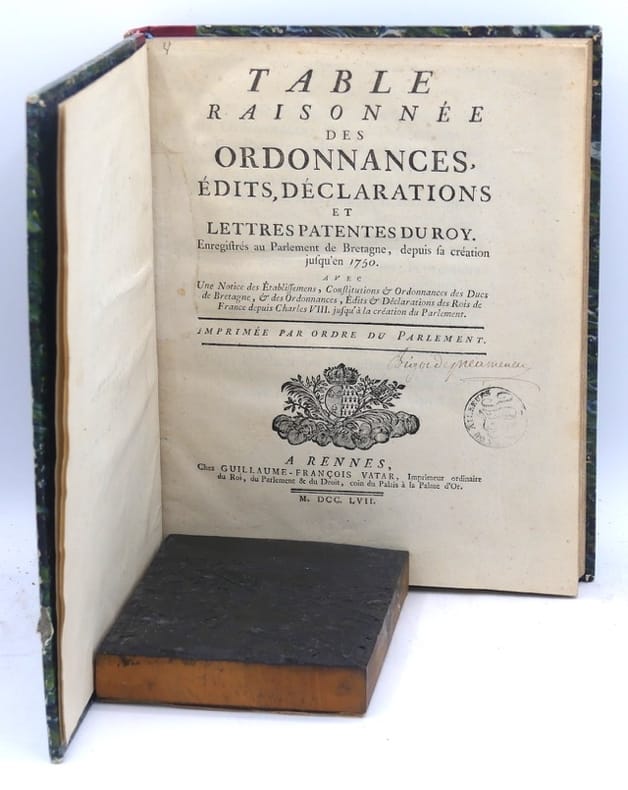 4
TABLE
RAISONNÉE
DES
ORDONNANCES,
ÉDITS, DÉCLARATIONS
ET
LETTRES PATENTES DU ROY.
Enregiſtrés au Parlement de Bretagne, depuis ſa création
juſqu'en 1750.
AVEC
Une Notice des Établiſſemens, Conſtitutions & Ordonnances des Ducs
de Bretagne, & des Ordonnances, Édits & Déclarations des Rois de
France depuis Charles VIII. juſqu'à la création du Parlement.
IMPRIMÉE PAR ORDRE DU PARLEMENT.
A RENNES,
Chez GUILLAUME-FRANÇOIS VATAR, Imprimeur ordinaire
du Roi, du Parlement & du Droit, coin du Palais à la Palme d'Or.
M. DCC. LVII.